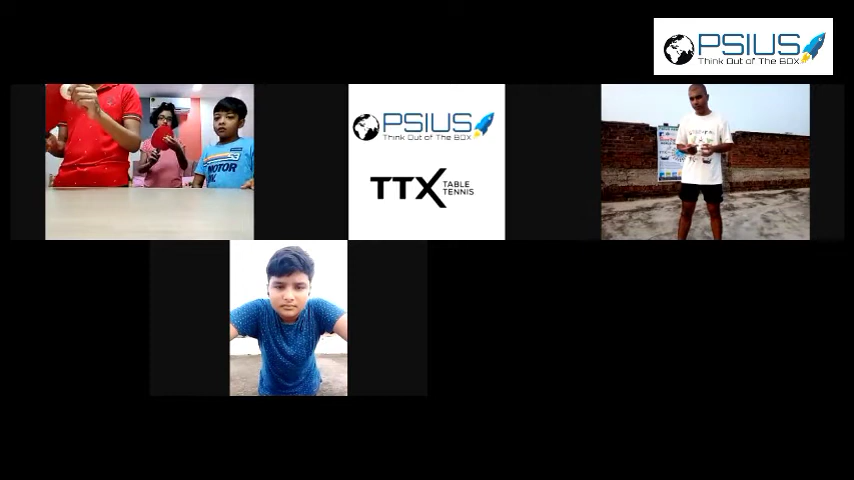 PSIUS
Think Out of The BOX
PSIUS
Think Out of The BOX
TTX TABLE
TENNIS
MOTOR